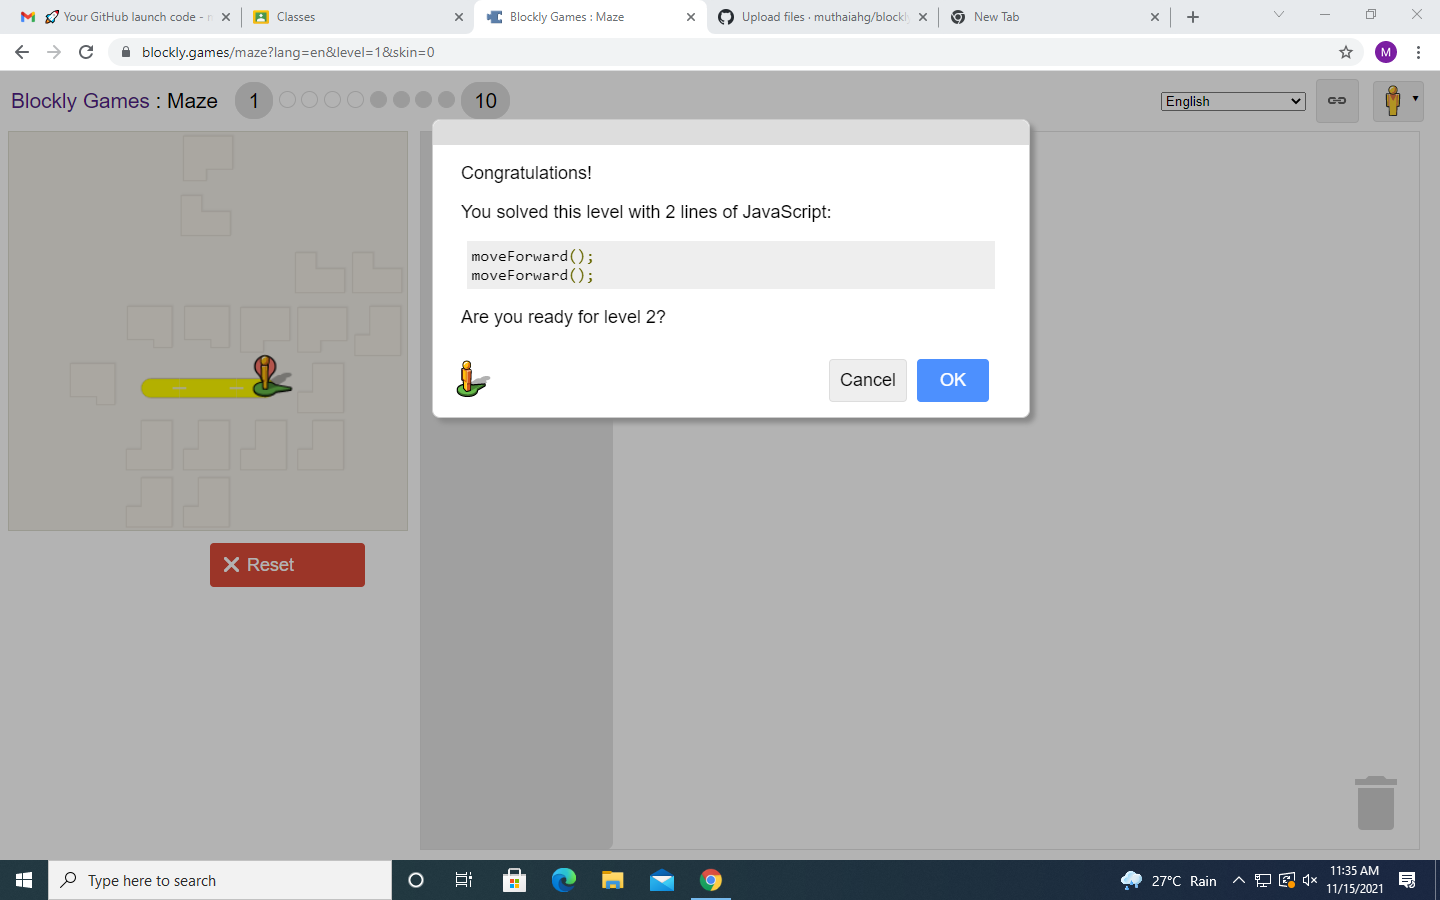 Your GitHub launch code -
Classes
Blockly Games : Maze
Upload files · muthaiahg/block
New Tab
blockly.games/maze?lang=en&level=1&skin=0
M
Blockly Games : Maze
1
10
English
Congratulations!
You solved this level with 2 lines of JavaScript:
moveForward();
moveForward();
Are you ready for level 2?
Cancel
OK
Reset
Type here to search
27°C Rain
11:35 AM
11/15/2021